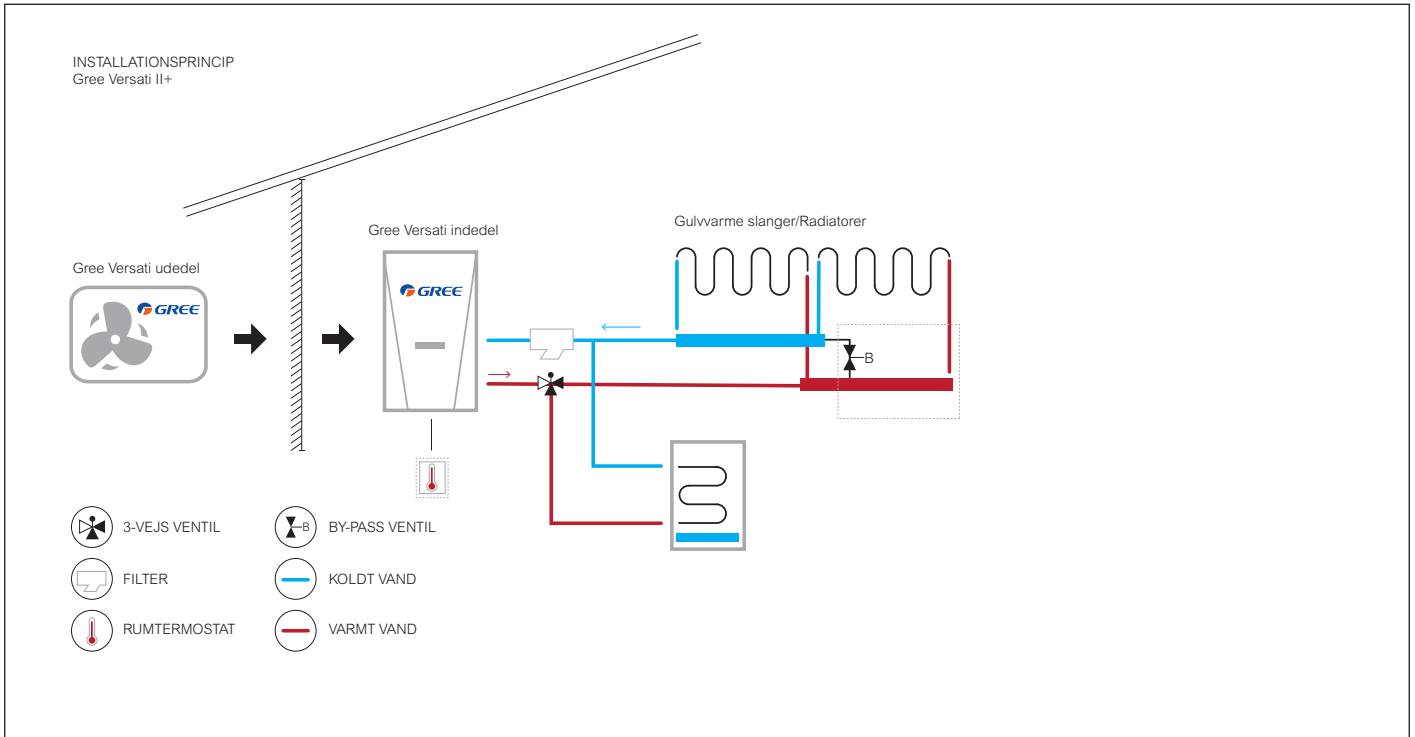 INSTALLATIONSPRINCIP
Gree Versati II+
Gulvvarme slanger/Radiatorer
Gree Versati indedel
Gree Versati udedel
GREE
GREE
B
3-VEJS VENTIL
B
BY-PASS VENTIL
FILTER
KOLDT VAND
RUMTERMOSTAT
VARMT VAND